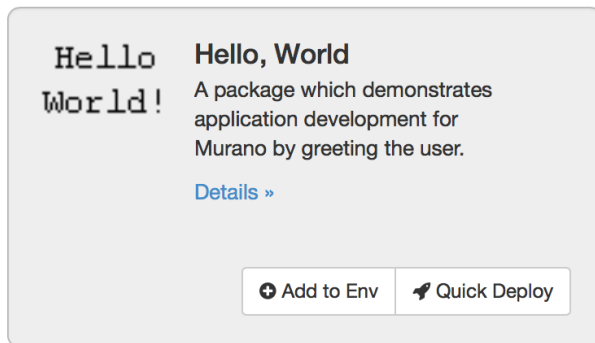 Hello
World!
Hello, World
A package which demonstrates
application development for
Murano by greeting the user.
Details »
Add to Env
Quick Deploy